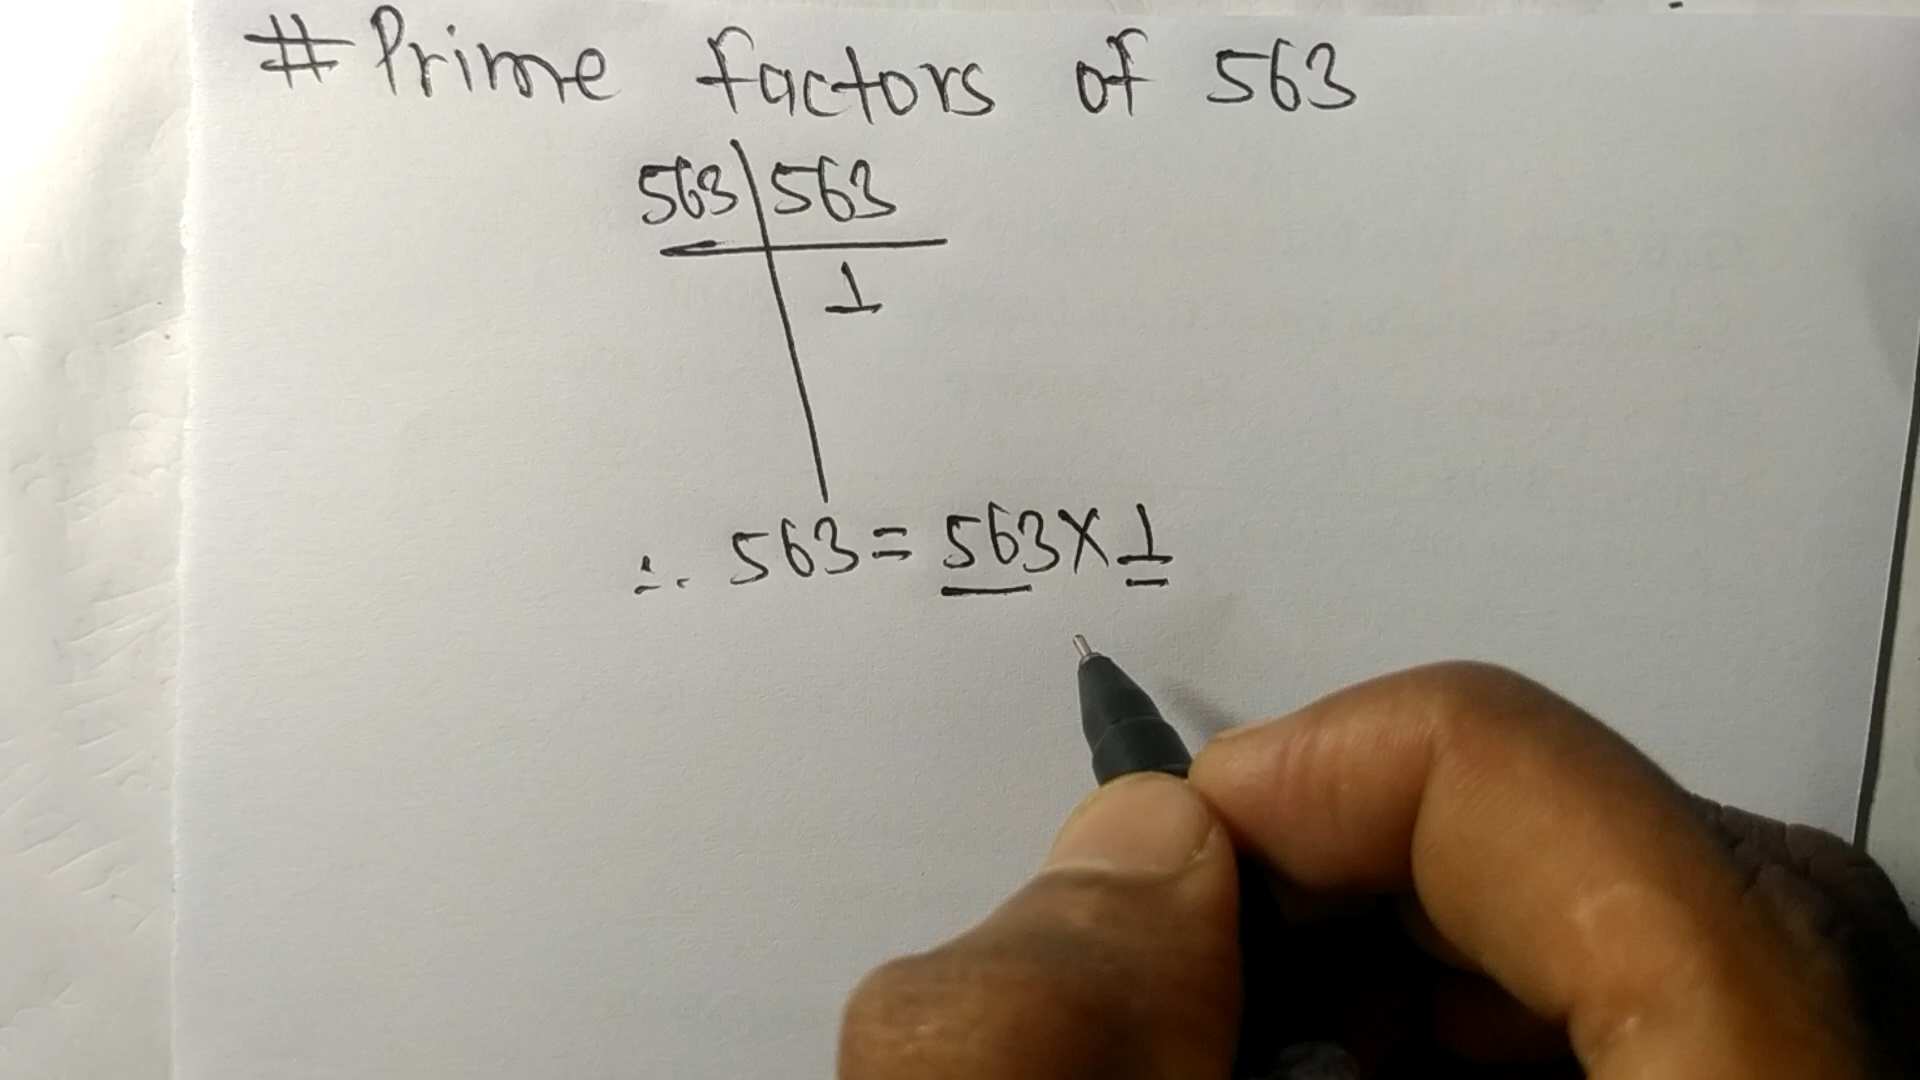 # Prime factors of 563
563 | 563
1
∴ 563 = 563 × 1